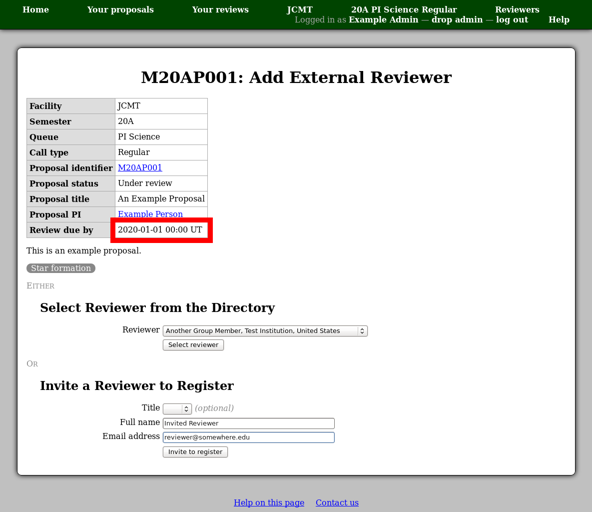 Home Your proposals Your reviews JCMT 20A PI Science Regular Reviewers
Logged in as Example Admin — drop admin — log out Help
M20AP001: Add External Reviewer
Facility JCMT
Semester 20A
Queue PI Science
Call type Regular
Proposal identifier M20AP001
Proposal status Under review
Proposal title An Example Proposal
Proposal PI Example Person
Review due by 2020-01-01 00:00 UT
This is an example proposal.
Star formation
EITHER
Select Reviewer from the Directory
Reviewer Another Group Member, Test Institution, United States
Select reviewer
OR
Invite a Reviewer to Register
Title (optional)
Full name Invited Reviewer
Email address reviewer@somewhere.edu
Invite to register
Help on this page Contact us